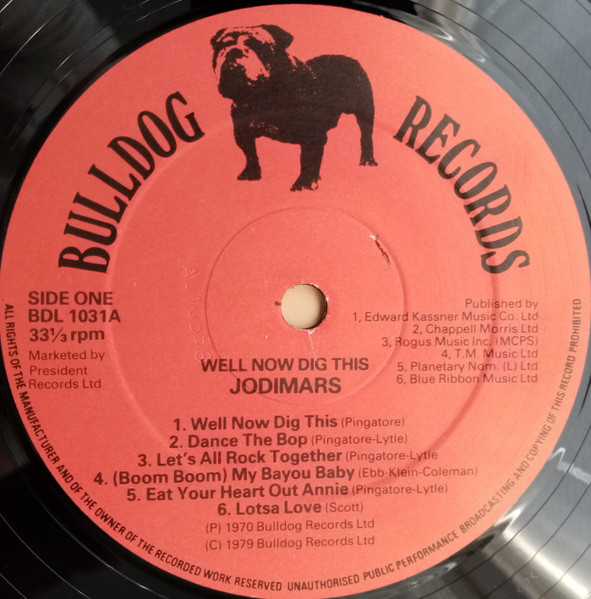 BULLDOG RECORDS
SIDE ONE
BDL 1031A
33⅓ rpm
Marketed by
President
Records Ltd
Published by
1, Edward Kassner Music Co. Ltd
2, Chappell Morris Ltd
3, Rogus Music Inc. (MCPS)
4, T.M. Music Ltd
5, Planetary Nom. (L) Ltd
6, Blue Ribbon Music Ltd
WELL NOW DIG THIS
JODIMARS
1. Well Now Dig This (Pingatore)
2. Dance The Bop (Pingatore-Lytle)
3. Let's All Rock Together (Pingatore-Lytle
4. (Boom Boom) My Bayou Baby (Ebb-Klein-Coleman)
5. Eat Your Heart Out Annie (Pingatore-Lytle)
6. Lotsa Love (Scott)
(P) 1970 Bulldog Records Ltd
(C) 1979 Bulldog Records Ltd
ALL RIGHTS OF THE MANUFACTURER AND OF THE OWNER OF THE RECORDED WORK RESERVED UNAUTHORISED PUBLIC PERFORMANCE BROADCASTING AND COPYING OF THIS RECORD PROHIBITED